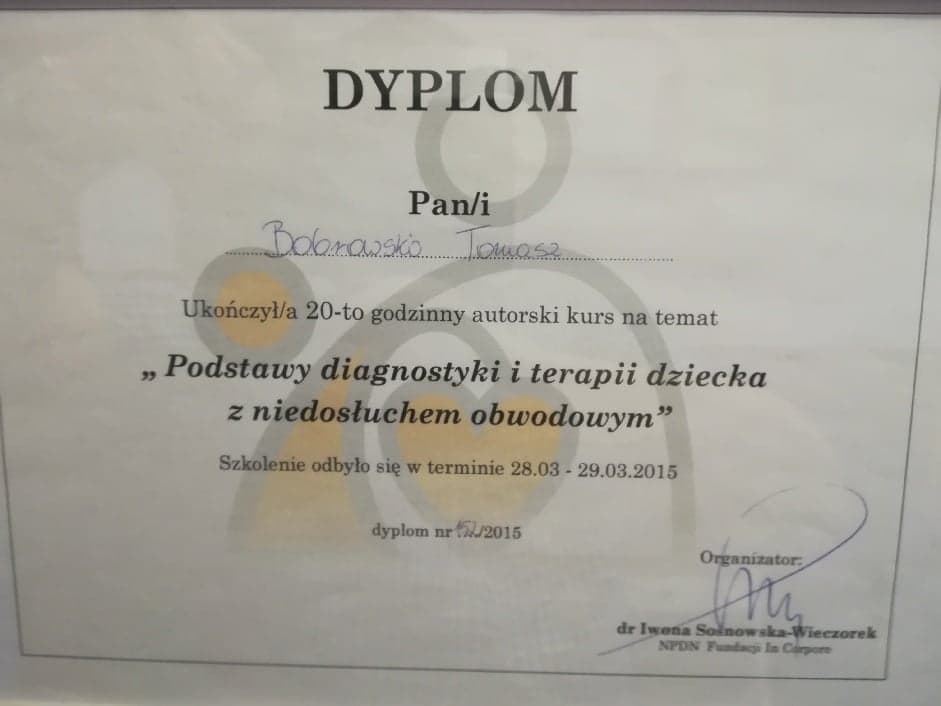 DYPLOM
Pan/i
Tomasz
Ukończył/a 20-to godzinny autorski kurs na temat
„Podstawy diagnostyki i terapii dziecka
z niedosłuchem obwodowym”
Szkolenie odbyło się w terminie 28.03 - 29.03.2015
dyplom nr /2015
Organizator:
dr Iwona Sosnowska-Wieczorek
NPDN Fundacji In Corpore